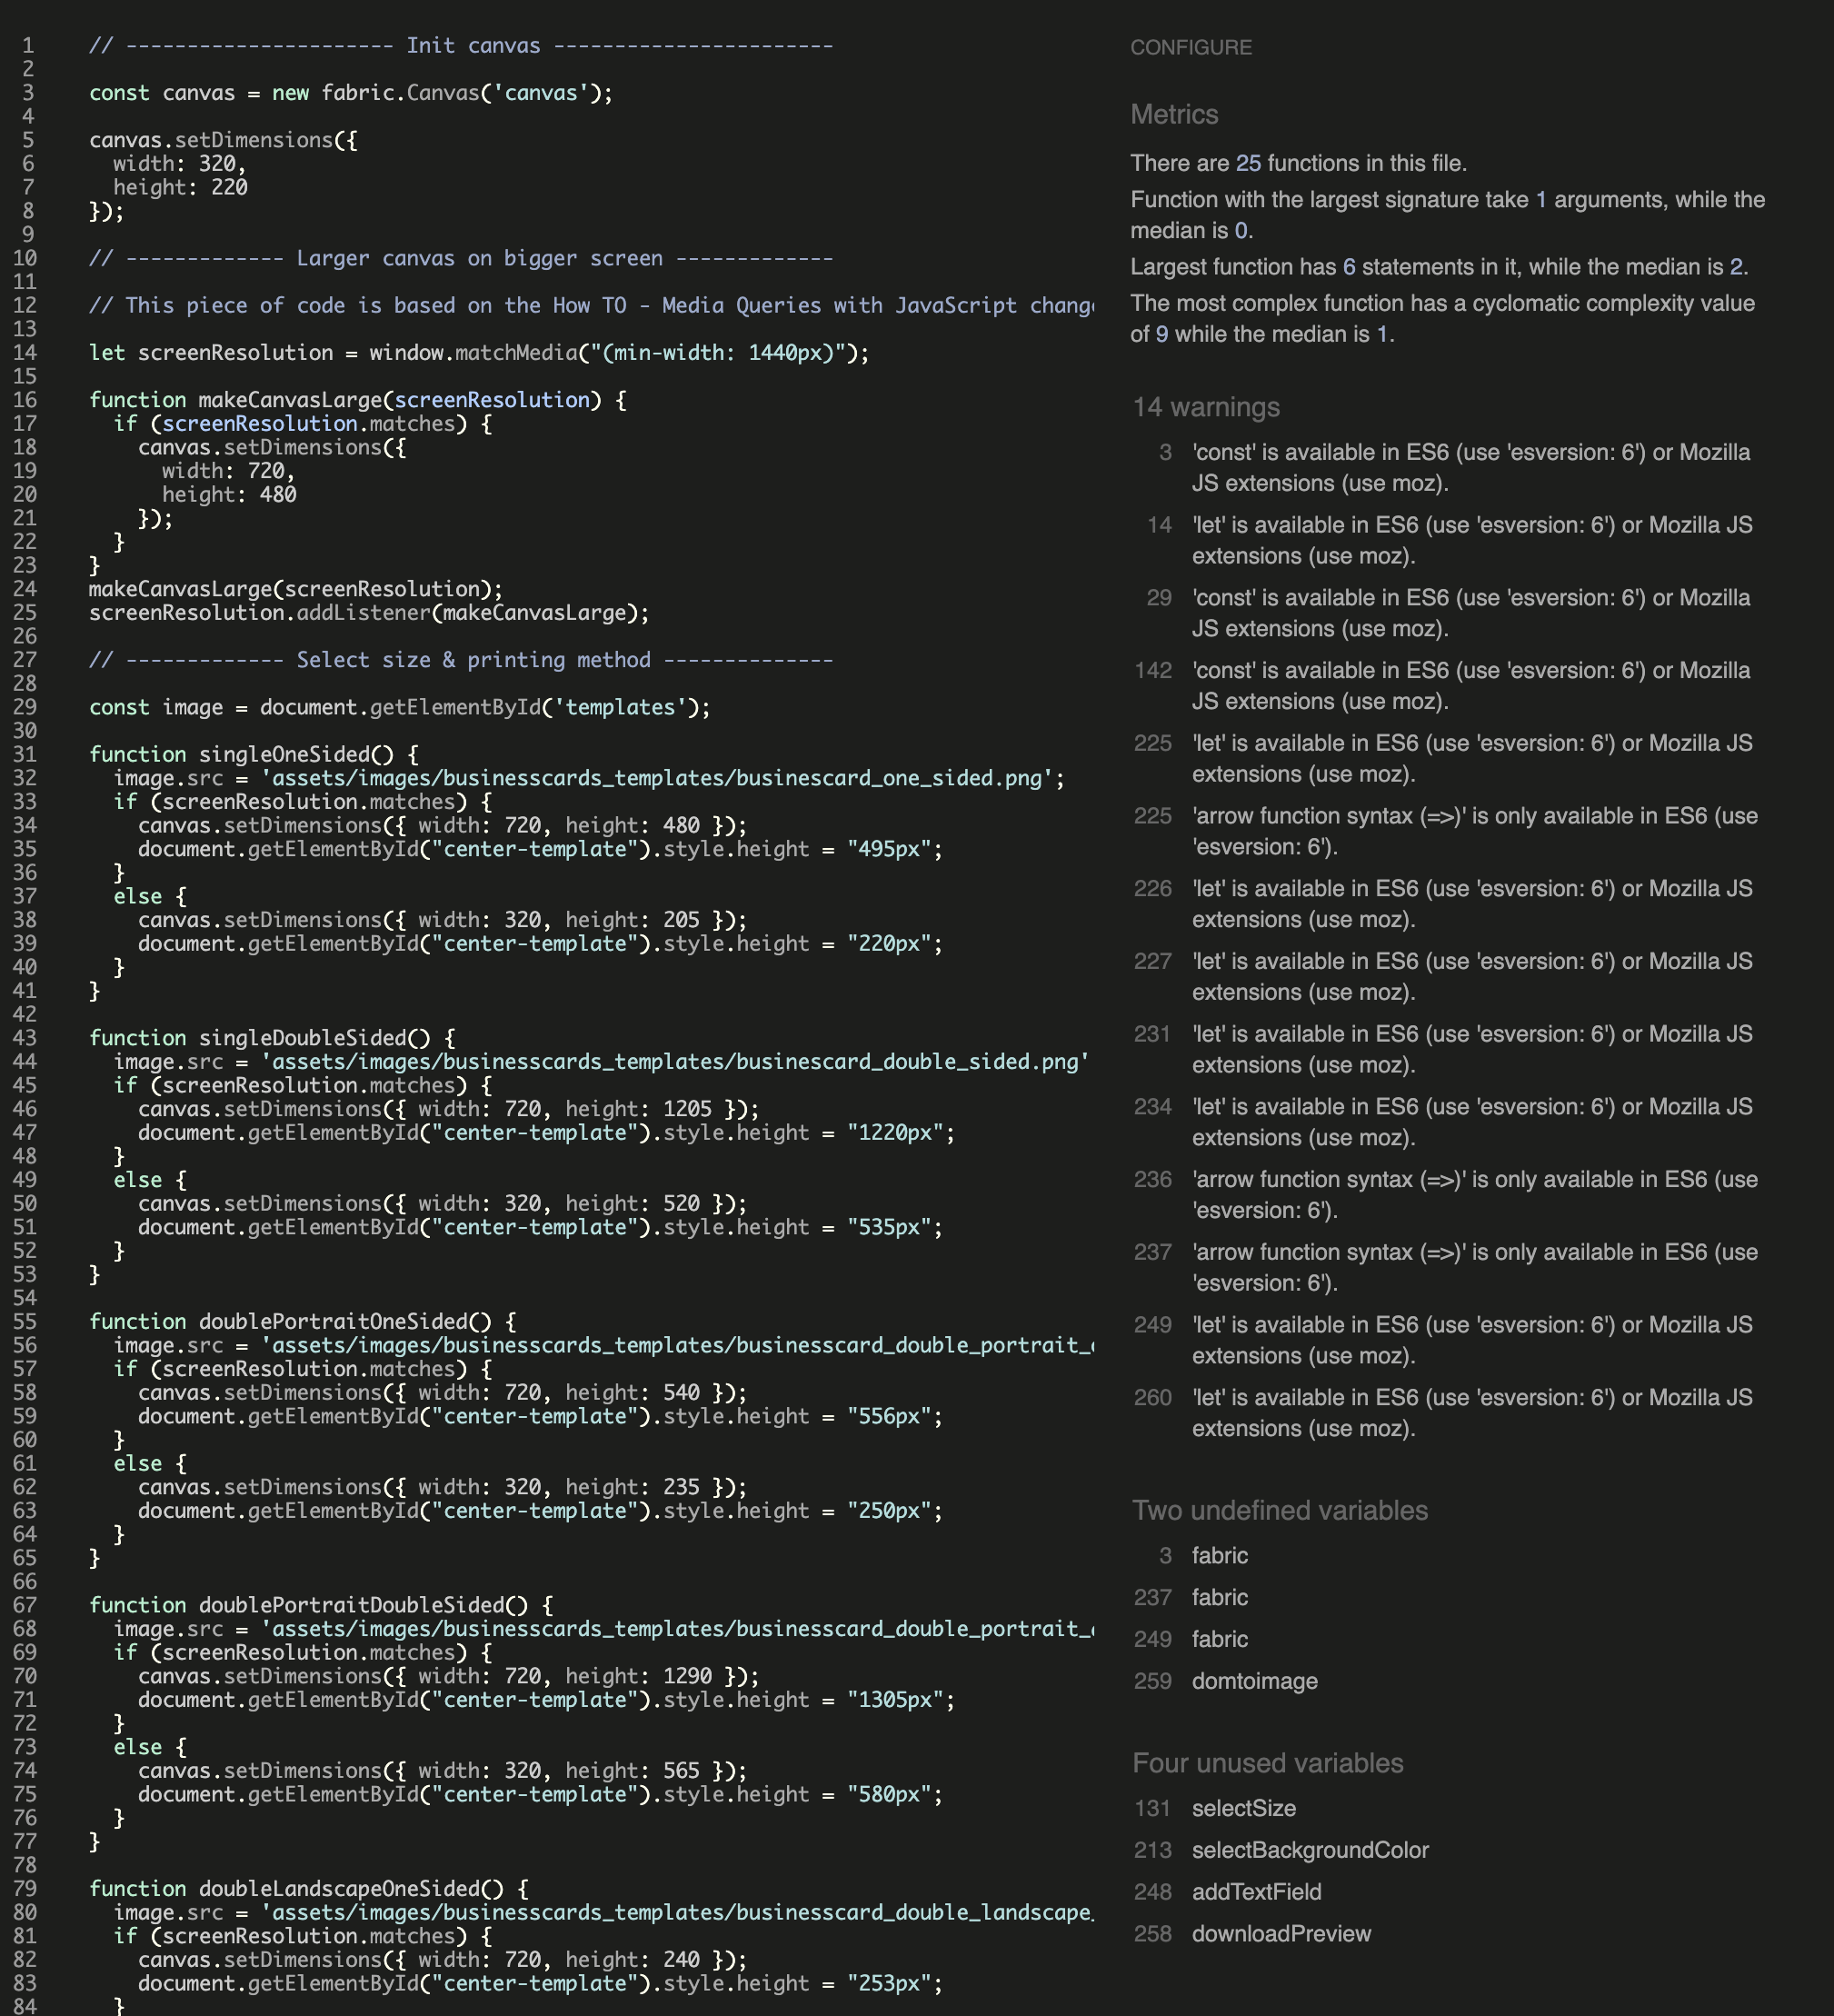 1 // ---------------------- Init canvas -----------------------
2
3 const canvas = new fabric.Canvas('canvas');
4
5 canvas.setDimensions({
6   width: 320,
7   height: 220
8 });
9
10 // ------------- Larger canvas on bigger screen -------------
11
12 // This piece of code is based on the How TO - Media Queries with JavaScript
13
14 let screenResolution = window.matchMedia("(min-width: 1440px)");
15
16 function makeCanvasLarge(screenResolution) {
17   if (screenResolution.matches) {
18     canvas.setDimensions({
19       width: 720,
20       height: 480
21     });
22   }
23 }
24 makeCanvasLarge(screenResolution);
25 screenResolution.addListener(makeCanvasLarge);
26
27 // ------------- Select size & printing method --------------
28
29 const image = document.getElementById('templates');
30
31 function singleOneSided() {
32   image.src = 'assets/images/businesscards_templates/businescard_one_sided.png';
33   if (screenResolution.matches) {
34     canvas.setDimensions({ width: 720, height: 480 });
35     document.getElementById("center-template").style.height = "495px";
36   }
37   else {
38     canvas.setDimensions({ width: 320, height: 205 });
39     document.getElementById("center-template").style.height = "220px";
40   }
41 }
42
43 function singleDoubleSided() {
44   image.src = 'assets/images/businesscards_templates/businescard_double_sided.png'
45   if (screenResolution.matches) {
46     canvas.setDimensions({ width: 720, height: 1205 });
47     document.getElementById("center-template").style.height = "1220px";
48   }
49   else {
50     canvas.setDimensions({ width: 320, height: 520 });
51     document.getElementById("center-template").style.height = "535px";
52   }
53 }
54
55 function doublePortraitOneSided() {
56   image.src = 'assets/images/businesscards_templates/businesscard_double_portrait_
57   if (screenResolution.matches) {
58     canvas.setDimensions({ width: 720, height: 540 });
59     document.getElementById("center-template").style.height = "556px";
60   }
61   else {
62     canvas.setDimensions({ width: 320, height: 235 });
63     document.getElementById("center-template").style.height = "250px";
64   }
65 }
66
67 function doublePortraitDoubleSided() {
68   image.src = 'assets/images/businesscards_templates/businesscard_double_portrait_
69   if (screenResolution.matches) {
70     canvas.setDimensions({ width: 720, height: 1290 });
71     document.getElementById("center-template").style.height = "1305px";
72   }
73   else {
74     canvas.setDimensions({ width: 320, height: 565 });
75     document.getElementById("center-template").style.height = "580px";
76   }
77 }
78
79 function doubleLandscapeOneSided() {
80   image.src = 'assets/images/businesscards_templates/businesscard_double_landscape_
81   if (screenResolution.matches) {
82     canvas.setDimensions({ width: 720, height: 240 });
83     document.getElementById("center-template").style.height = "253px";
84   }
CONFIGURE
Metrics
There are 25 functions in this file.
Function with the largest signature take 1 arguments, while the
median is 0.
Largest function has 6 statements in it, while the median is 2.
The most complex function has a cyclomatic complexity value
of 9 while the median is 1.
14 warnings
3 'const' is available in ES6 (use 'esversion: 6') or Mozilla
JS extensions (use moz).
14 'let' is available in ES6 (use 'esversion: 6') or Mozilla JS
extensions (use moz).
29 'const' is available in ES6 (use 'esversion: 6') or Mozilla
JS extensions (use moz).
142 'const' is available in ES6 (use 'esversion: 6') or Mozilla
JS extensions (use moz).
225 'let' is available in ES6 (use 'esversion: 6') or Mozilla JS
extensions (use moz).
225 'arrow function syntax (=>)' is only available in ES6 (use
'esversion: 6').
226 'let' is available in ES6 (use 'esversion: 6') or Mozilla JS
extensions (use moz).
227 'let' is available in ES6 (use 'esversion: 6') or Mozilla JS
extensions (use moz).
231 'let' is available in ES6 (use 'esversion: 6') or Mozilla JS
extensions (use moz).
234 'let' is available in ES6 (use 'esversion: 6') or Mozilla JS
extensions (use moz).
236 'arrow function syntax (=>)' is only available in ES6 (use
'esversion: 6').
237 'arrow function syntax (=>)' is only available in ES6 (use
'esversion: 6').
249 'let' is available in ES6 (use 'esversion: 6') or Mozilla JS
extensions (use moz).
260 'let' is available in ES6 (use 'esversion: 6') or Mozilla JS
extensions (use moz).
Two undefined variables
3 fabric
237 fabric
249 fabric
259 domtoimage
Four unused variables
131 selectSize
213 selectBackgroundColor
248 addTextField
258 downloadPreview